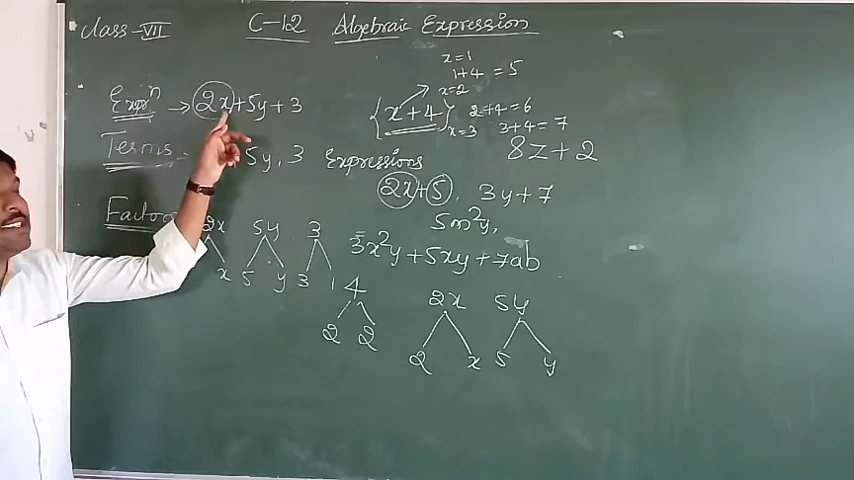 Class-VII C-12 Algebraic Expression
x=1
1+4 = 5
x=2
Exprⁿ → 2x+5y+3 {x+4} 2+4=6
x=3 3+4=7
Terms - 5y, 3 Expressions 8z+2
2x+5, 3y+7
Factors 2x 5y 3 5m²y,
3x²y+5xy+7ab
x 5 y 3 1
4 2x 5y
2 2 2 x 5 y